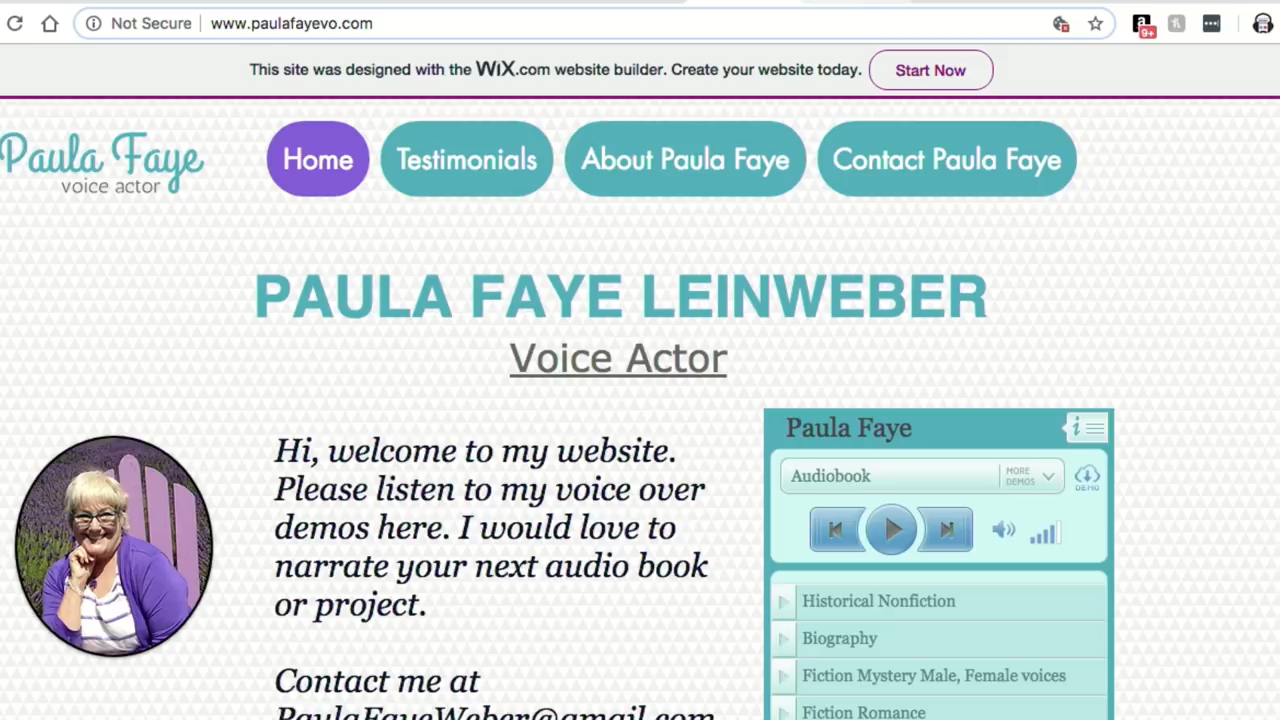 Not Secure www.paulafayevo.com
9+
This site was designed with the WiX.com website builder. Create your website today. Start Now
Paula Faye
voice actor
Home Testimonials About Paula Faye Contact Paula Faye
PAULA FAYE LEINWEBER
Voice Actor
Hi, welcome to my website.
Please listen to my voice over
demos here. I would love to
narrate your next audio book
or project.
Contact me at
PaulaFayeWeber@gmail.com
Paula Faye
Audiobook MORE DEMOS
DEMO
Historical Nonfiction
Biography
Fiction Mystery Male, Female voices
Fiction Romance